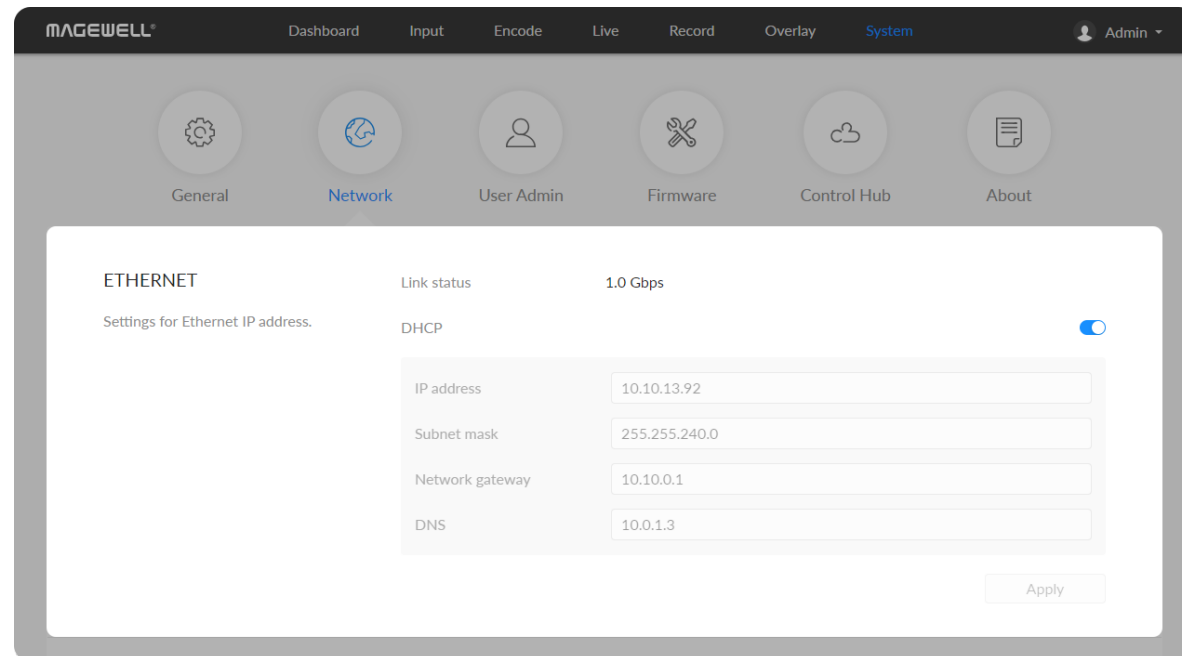 MAGEWELL®
Dashboard Input Encode Live Record Overlay System Admin
General Network User Admin Firmware Control Hub About
ETHERNET
Settings for Ethernet IP address.
Link status 1.0 Gbps
DHCP
IP address 10.10.13.92
Subnet mask 255.255.240.0
Network gateway 10.10.0.1
DNS 10.0.1.3
Apply